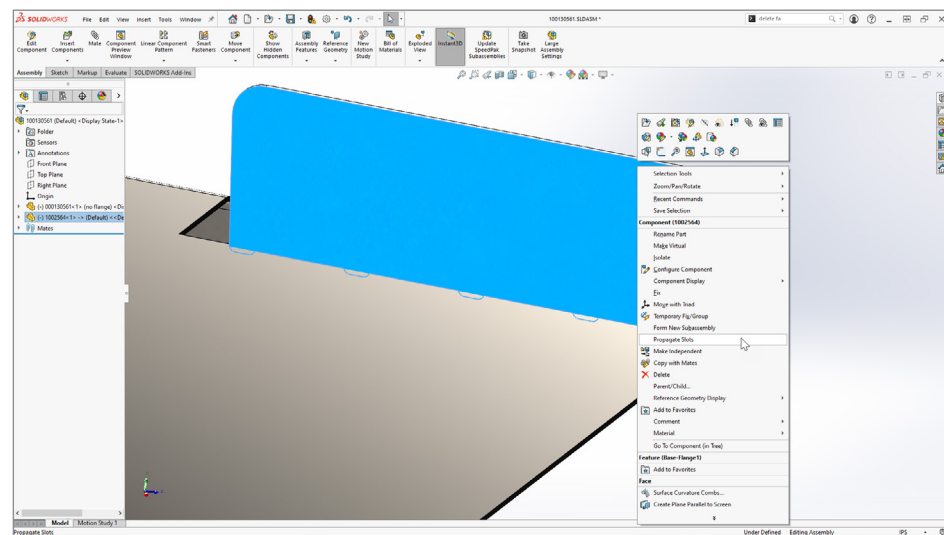 SOLIDWORKS File Edit View Insert Tools Window 100130561.SLDASM * delete fa
Edit Component Insert Components Mate Component Preview Window Linear Component Pattern Smart Fasteners Move Component Show Hidden Components Assembly Features Reference Geometry New Motion Study Bill of Materials Exploded View Instant3D Update SpeedPak Subassemblies Take Snapshot Large Assembly Settings
Assembly Sketch Markup Evaluate SOLIDWORKS Add-Ins
100130561 (Default) <Display State-1>
Folder
Sensors
Annotations
Front Plane
Top Plane
Right Plane
Origin
(-) 000130561<1> (no flange) <Dis
(-) 1002564<1> -> (Default) <<De
Mates
Selection Tools
Zoom/Pan/Rotate
Recent Commands
Save Selection
Component (1002564)
Rename Part
Make Virtual
Isolate
Configure Component
Component Display
Fix
Move with Triad
Temporary Fix/Group
Form New Subassembly
Propagate Slots
Make Independent
Copy with Mates
Delete
Parent/Child...
Reference Geometry Display
Add to Favorites
Comment
Material
Go To Component (in Tree)
Feature (Base-Flange1)
Add to Favorites
Face
Surface Curvature Combs...
Create Plane Parallel to Screen
Model Motion Study 1
Propagate Slots Under Defined Editing Assembly IPS